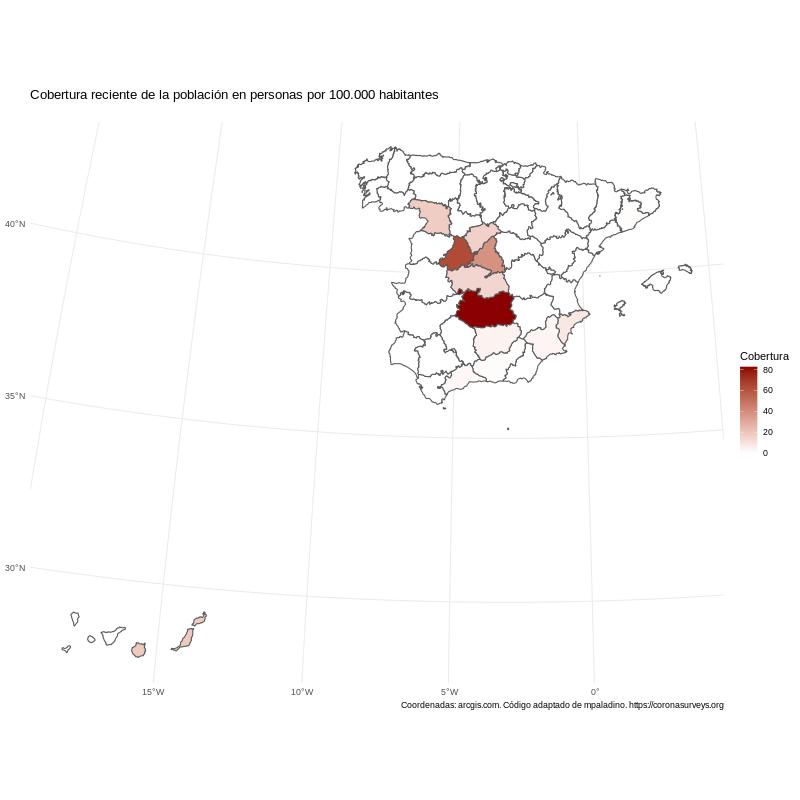 Cobertura reciente de la población en personas por 100.000 habitantes
40°N
35°N
30°N
15°W
10°W
5°W
0°
Cobertura
80
60
40
20
0
Coordenadas: arcgis.com. Código adaptado de mpaladino. https://coronasurveys.org